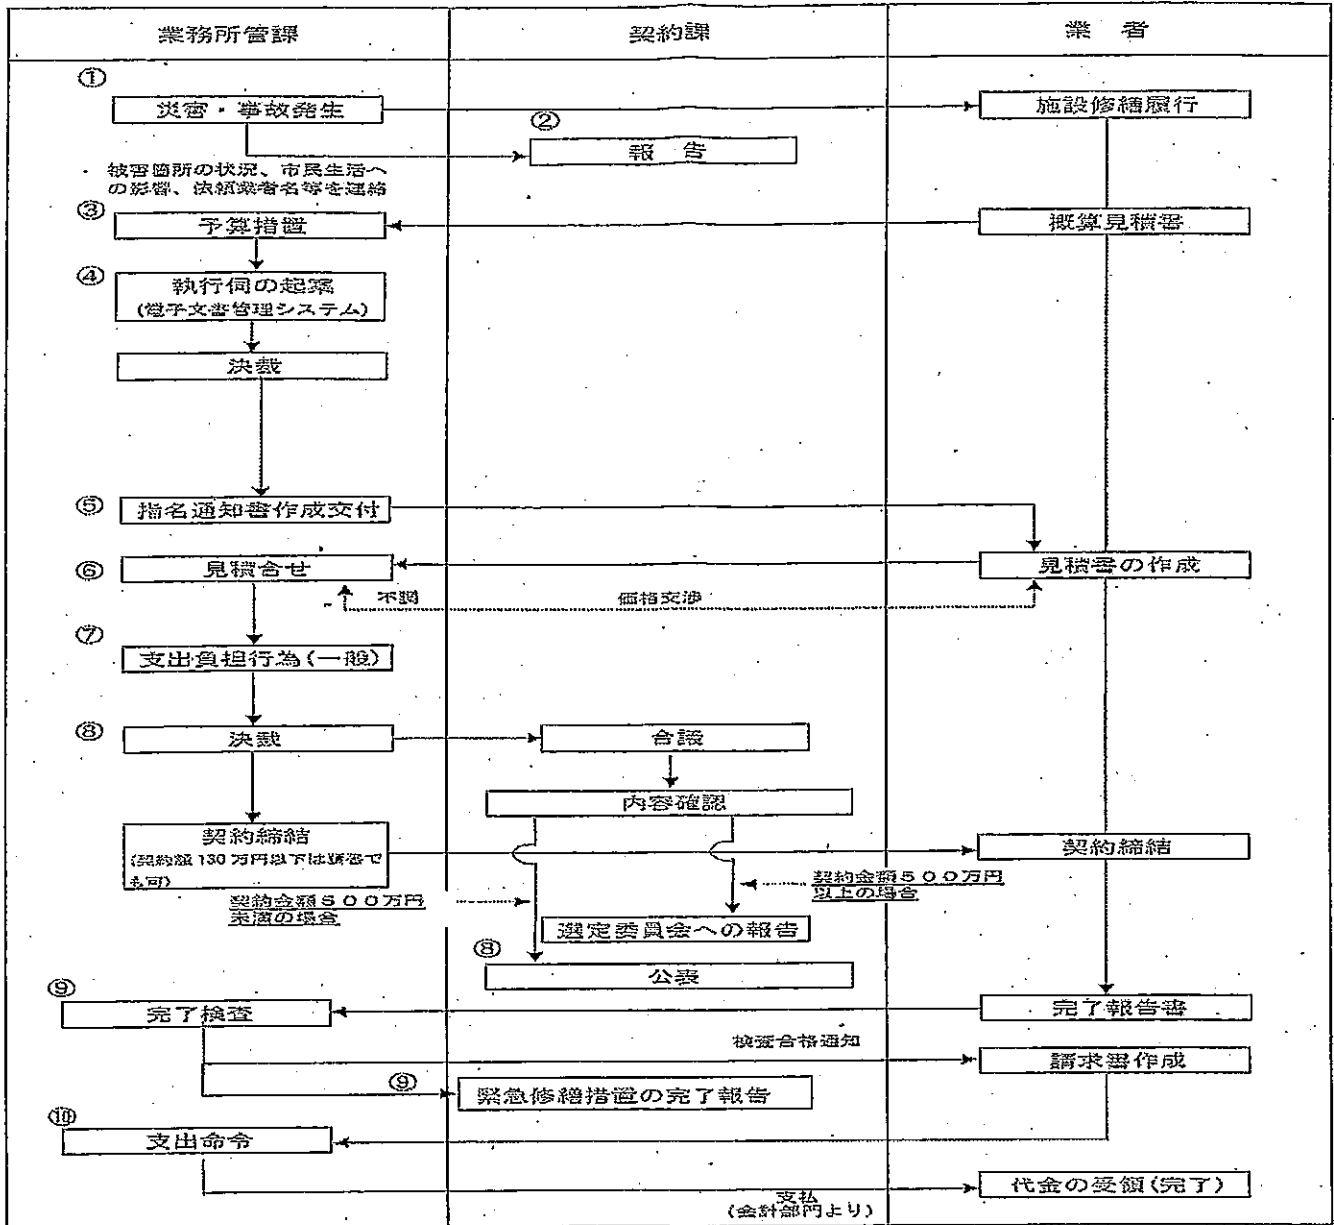 業務所管課
契約課
業者
①
災害・事故発生
施設修繕履行
②
報告
被害箇所の状況、市民生活へ
の影響、依頼業者名等を連絡
③
予算措置
概算見積書
④
執行伺の起案
(電子文書管理システム)
決裁
⑤
指名通知書作成交付
⑥
見積合せ
見積書の作成
不調
価格交渉
⑦
支出負担行為(一般)
⑧
決裁
合議
内容確認
契約締結
(契約額130万円以下は請書で
も可)
契約締結
契約金額500万円
未満の場合
契約金額500万円
以上の場合
選定委員会への報告
⑧
公表
⑨
完了検査
完了報告書
検査合格通知
請求書作成
⑨
緊急修繕措置の完了報告
⑩
支出命令
代金の受領(完了)
支払
(会計部門より)